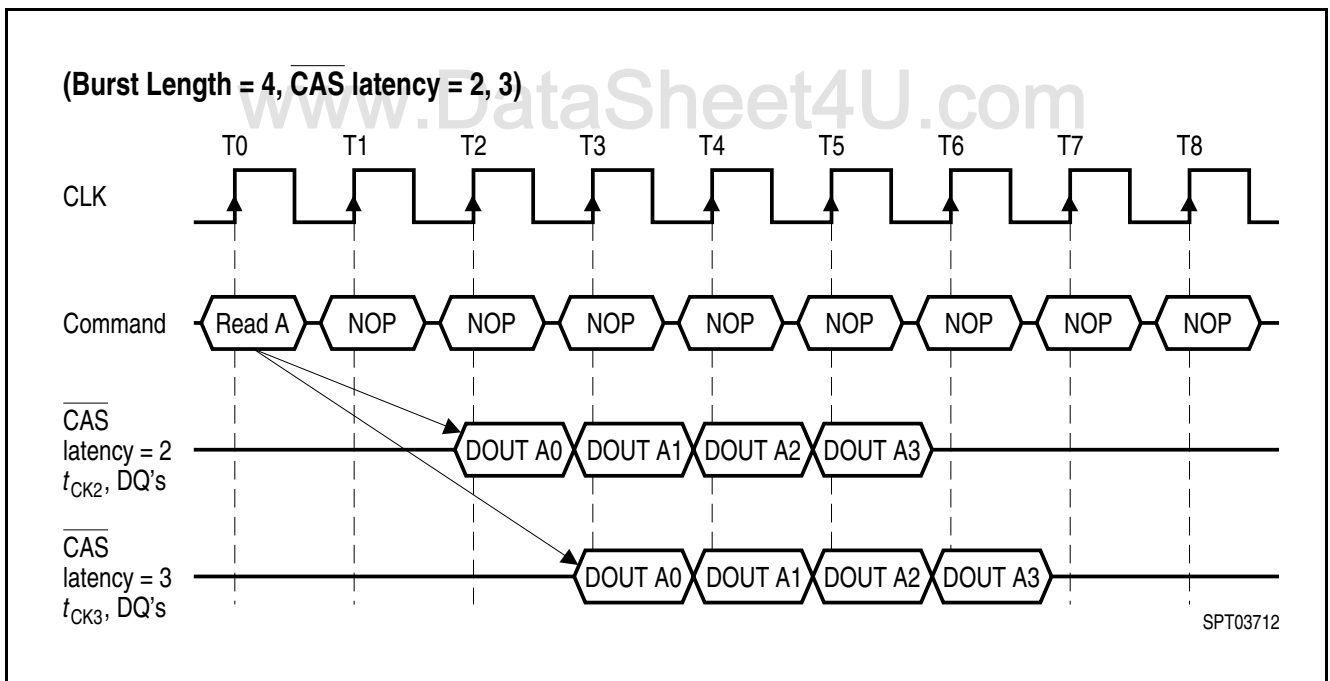 www.DataSheet4U.com
(Burst Length = 4, CAS latency = 2, 3)
T0 T1 T2 T3 T4 T5 T6 T7 T8
CLK
Command Read A NOP NOP NOP NOP NOP NOP NOP NOP
CAS
latency = 2 DOUT A0 DOUT A1 DOUT A2 DOUT A3
tCK2, DQ's
CAS
latency = 3 DOUT A0 DOUT A1 DOUT A2 DOUT A3
tCK3, DQ's
SPT03712